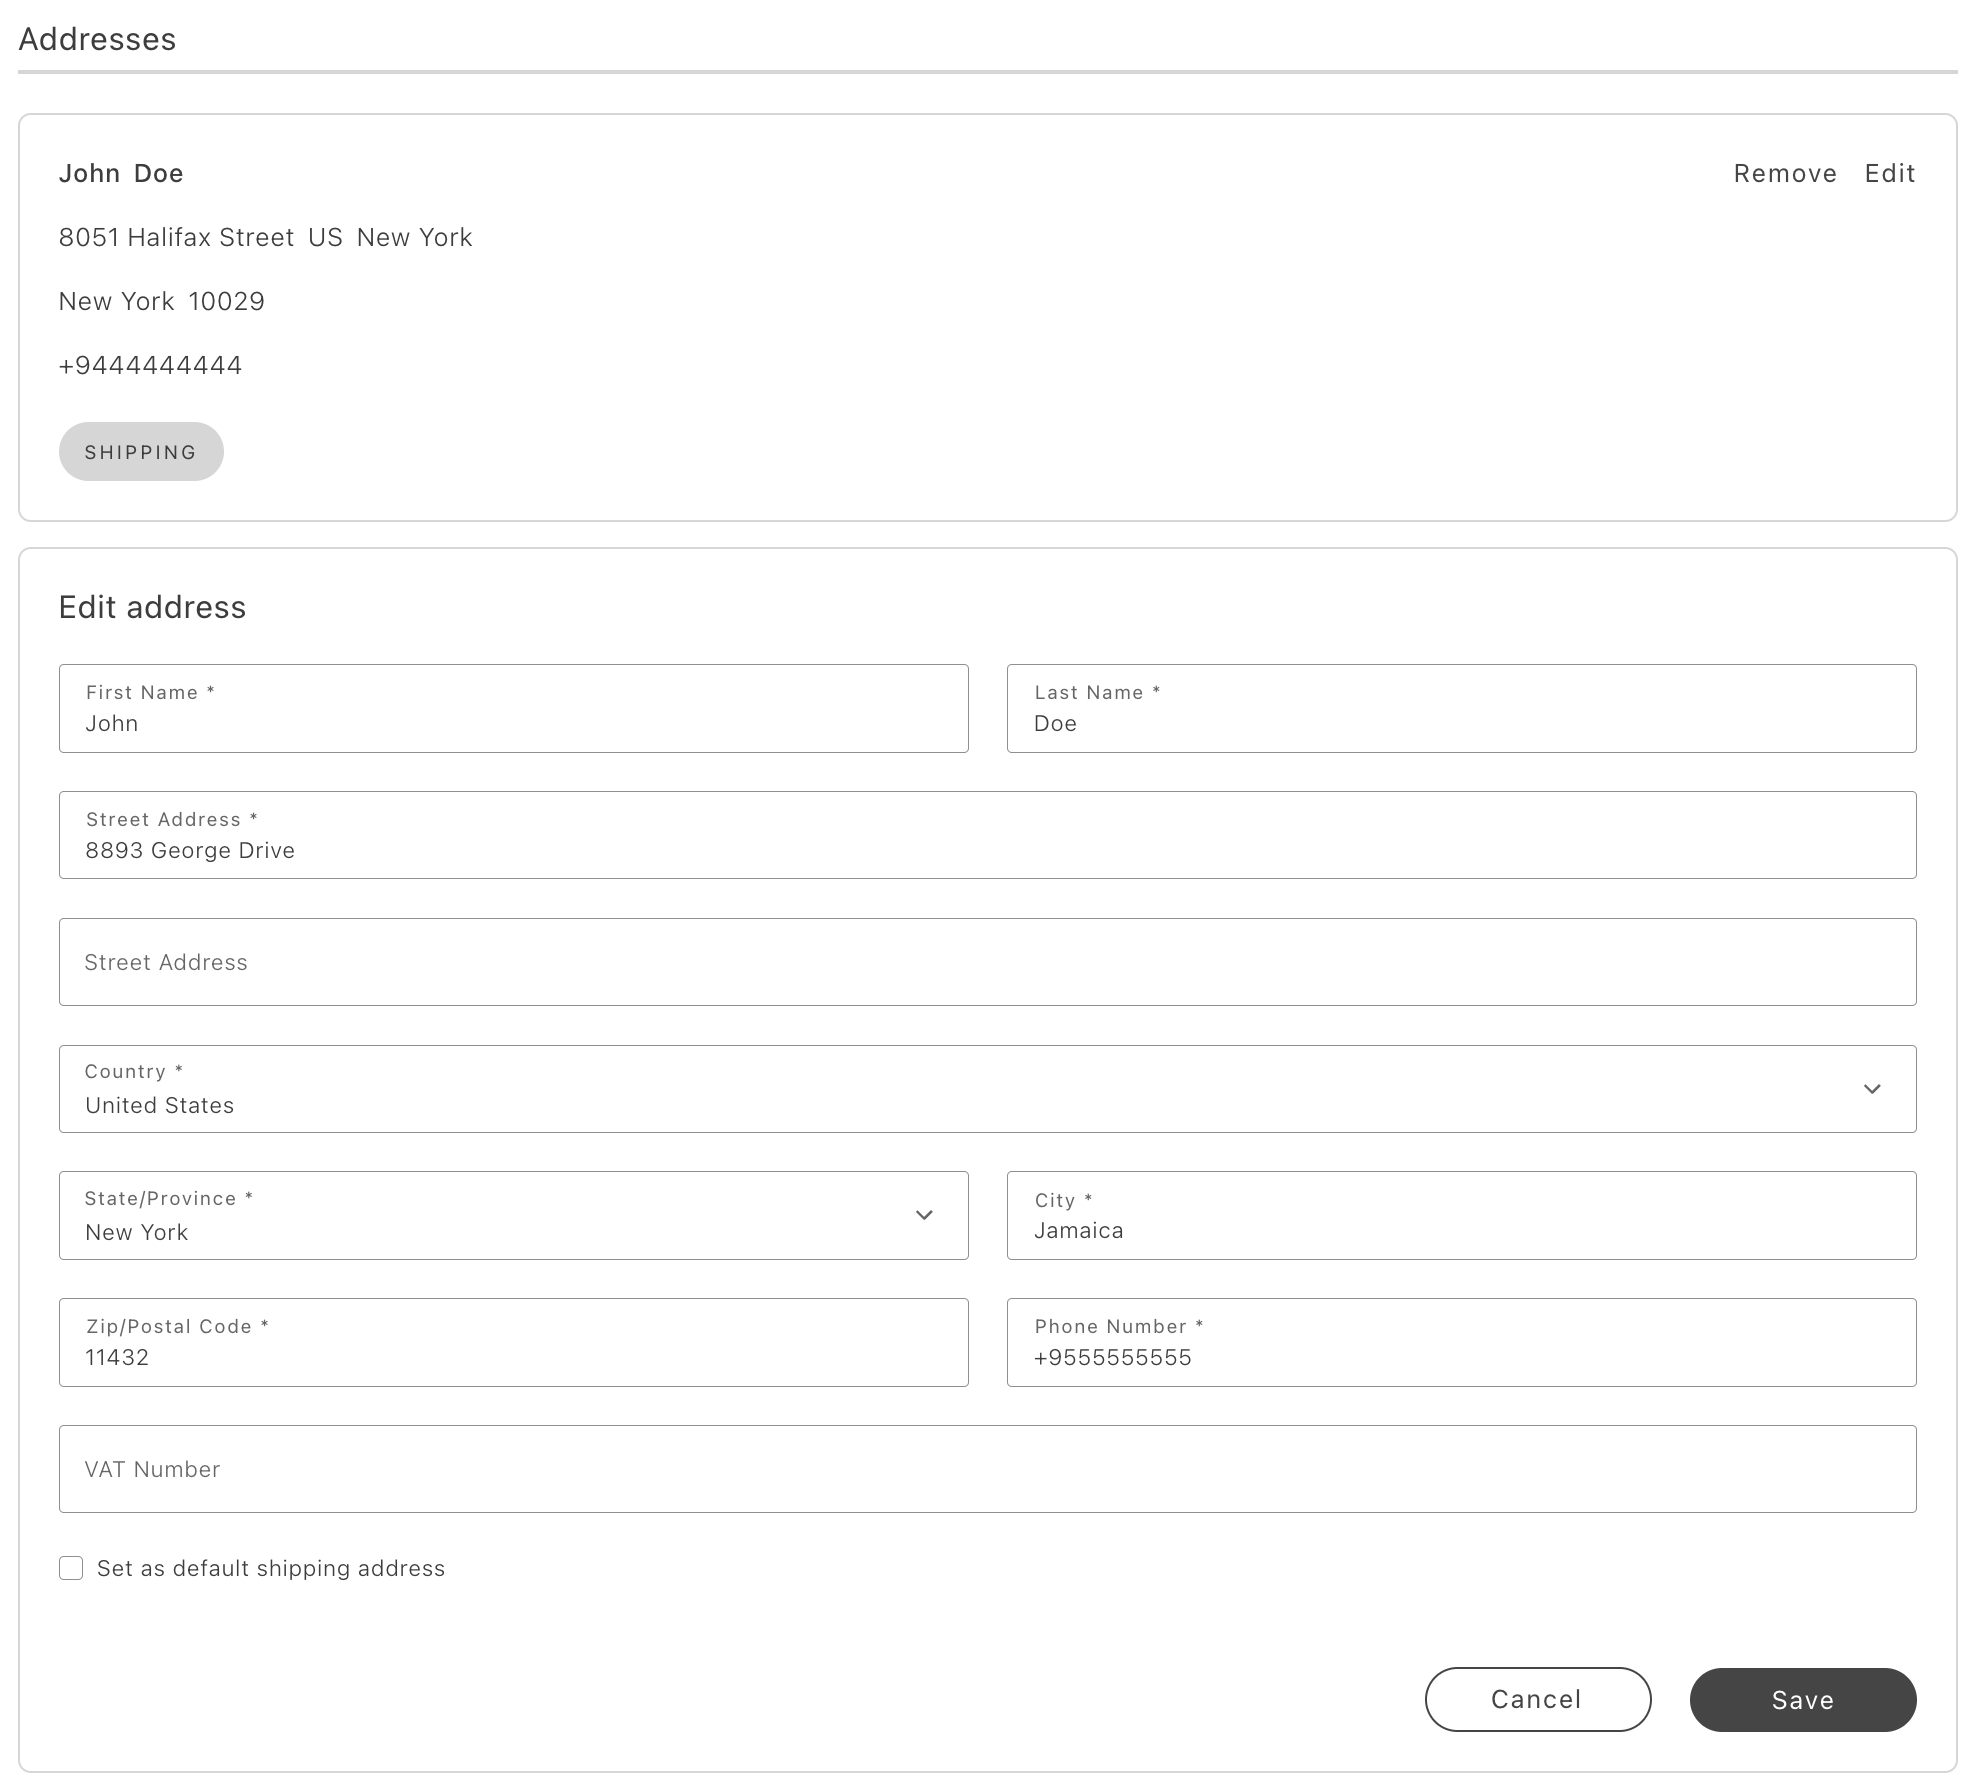 Addresses
John Doe
Remove Edit
8051 Halifax Street US New York
New York 10029
+9444444444
SHIPPING
Edit address
First Name *
John
Last Name *
Doe
Street Address *
8893 George Drive
Street Address
Country *
United States
State/Province *
New York
City *
Jamaica
Zip/Postal Code *
11432
Phone Number *
+9555555555
VAT Number
Set as default shipping address
Cancel
Save